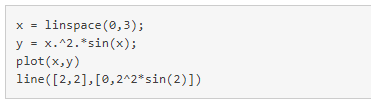 x = linspace(0,3);
y = x.^2.*sin(x);
plot(x,y)
line([2,2],[0,2^2*sin(2)])